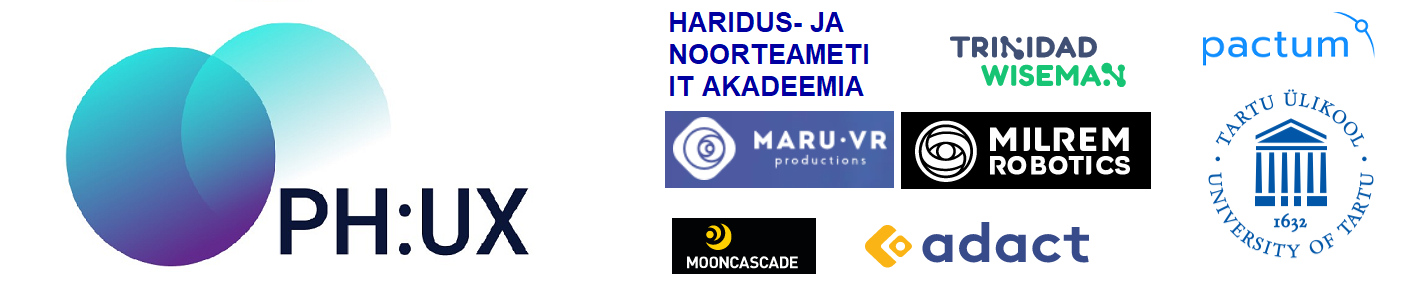 PH:UX
HARIDUS- JA
NOORTEAMETI
IT AKADEEMIA
TRINIDAD
WISEMAN
pactum
MARU·VR
productions
MILREM
ROBOTICS
TARTU ÜLIKOOL
1632
UNIVERSITY OF TARTU
MOONCASCADE
adact